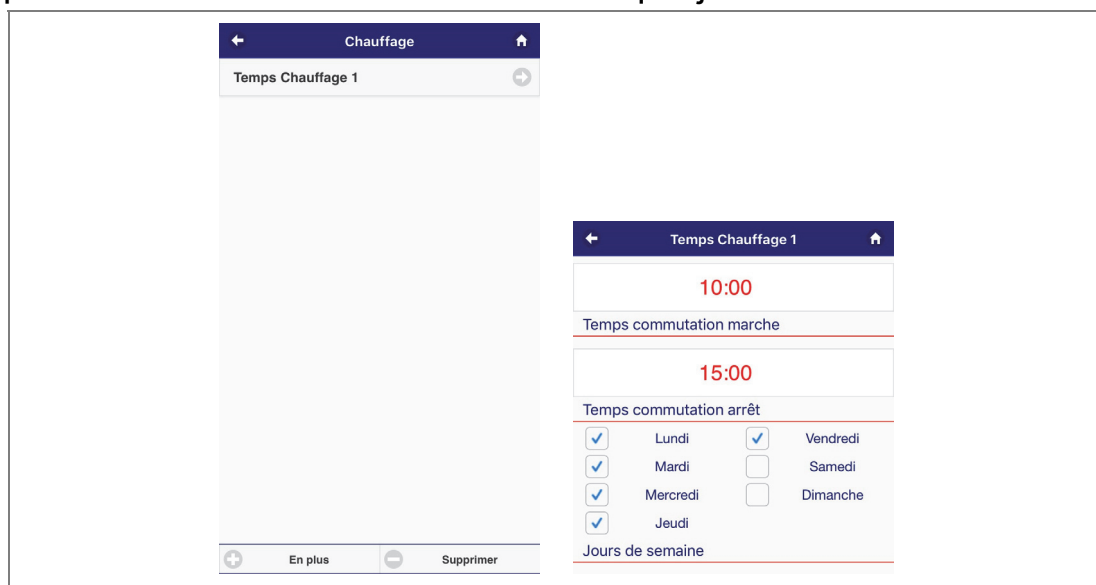 Chauffage
Temps Chauffage 1
En plus Supprimer
Temps Chauffage 1
10:00
Temps commutation marche
15:00
Temps commutation arrêt
Lundi Vendredi
Mardi Samedi
Mercredi Dimanche
Jeudi
Jours de semaine